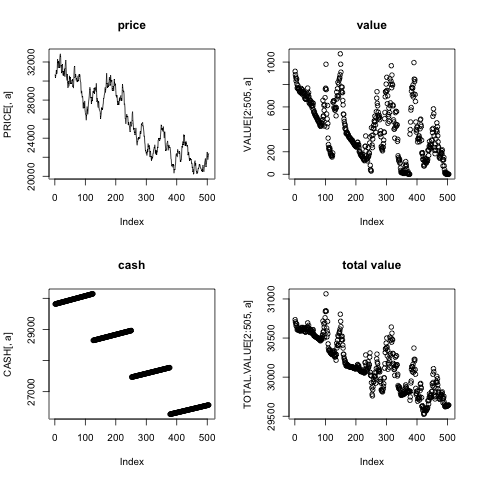 price
PRICE[, a]
20000 24000 28000 32000
0 100 200 300 400 500
Index
value
VALUE[2:505, a]
0 200 600 1000
0 100 200 300 400 500
Index
cash
CASH[, a]
27000 29000
0 100 200 300 400 500
Index
total value
TOTAL.VALUE[2:505, a]
29500 30000 30500 31000
0 100 200 300 400 500
Index